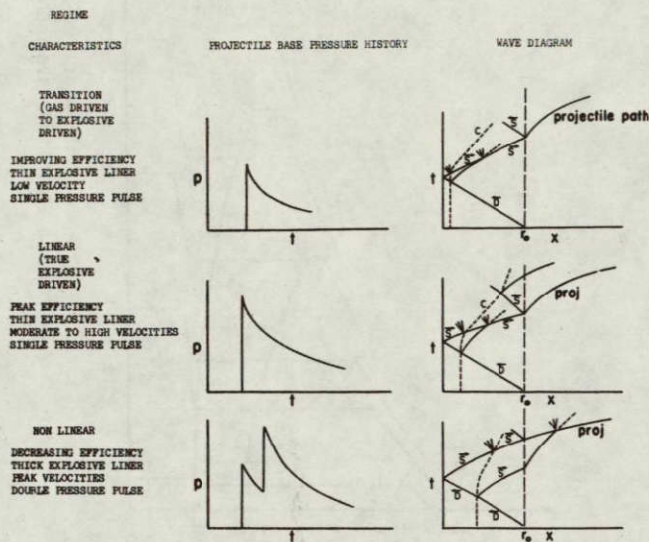 REGIME
CHARACTERISTICS PROJECTILE BASE PRESSURE HISTORY WAVE DIAGRAM
TRANSITION
(GAS DRIVEN
TO EXPLOSIVE
DRIVEN)
IMPROVING EFFICIENCY
THIN EXPLOSIVE LINER
LOW VELOCITY
SINGLE PRESSURE PULSE
p
t
t
C
S
S
S
D
projectile path
r₀ x
LINEAR
(TRUE
EXPLOSIVE
DRIVEN)
PEAK EFFICIENCY
THIN EXPLOSIVE LINER
MODERATE TO HIGH VELOCITIES
SINGLE PRESSURE PULSE
p
t
t
C
S
S
D
proj
r₀ x
NON LINEAR
DECREASING EFFICIENCY
THICK EXPLOSIVE LINER
PEAK VELOCITIES
DOUBLE PRESSURE PULSE
p
t
t
S
S
S
D
D
proj
r₀ x